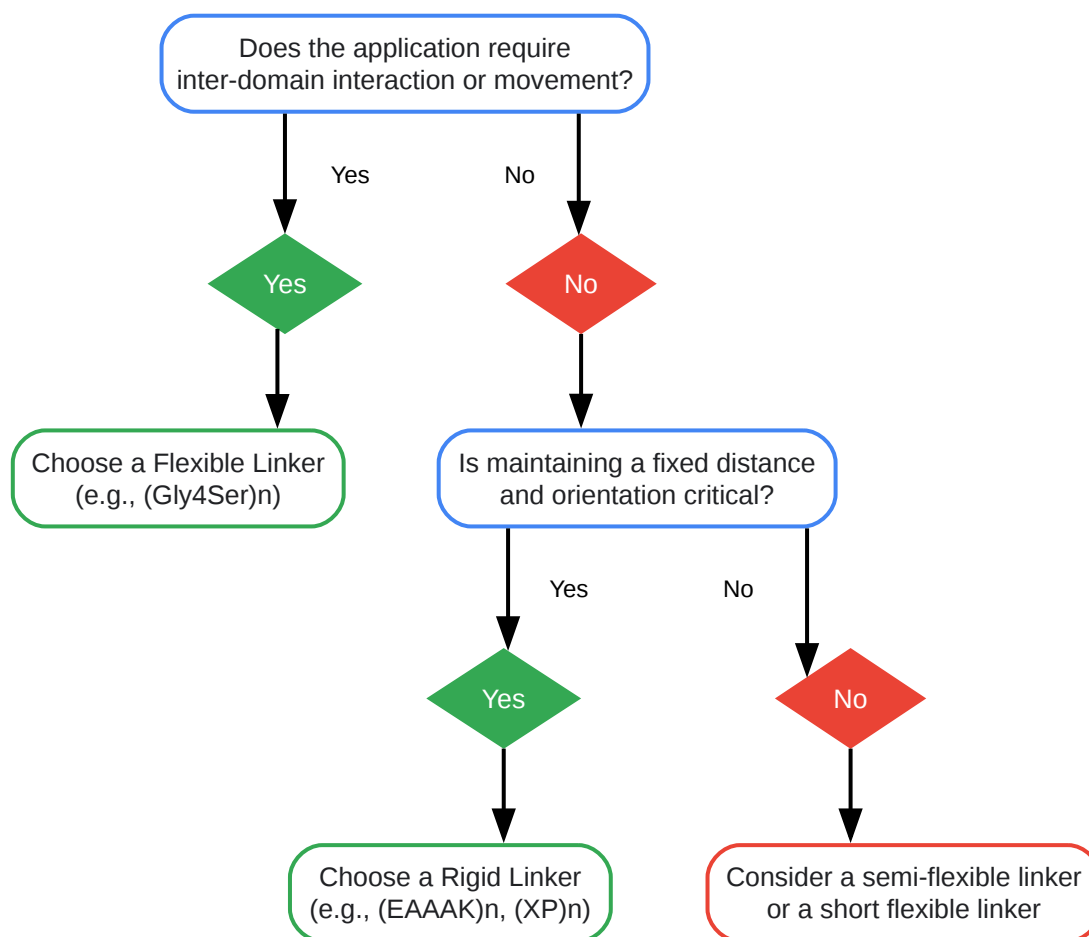 Does the application require
inter-domain interaction or movement?
Yes
No
Yes
No
Choose a Flexible Linker
(e.g., (Gly4Ser)n)
Is maintaining a fixed distance
and orientation critical?
Yes
No
Yes
No
Choose a Rigid Linker
(e.g., (EAAAK)n, (XP)n)
Consider a semi-flexible linker
or a short flexible linker